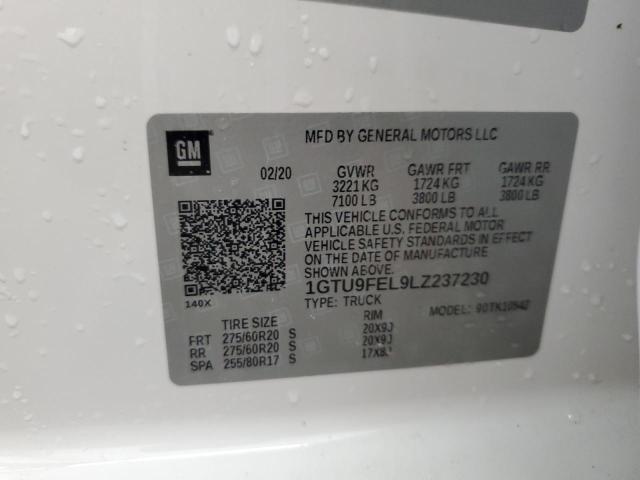 GM
MFD BY GENERAL MOTORS LLC
02/20 GVWR GAWR FRT GAWR RR
3221 KG 1724 KG 1724 KG
7100 LB 3800 LB 3800 LB
THIS VEHICLE CONFORMS TO ALL
APPLICABLE U.S. FEDERAL MOTOR
VEHICLE SAFETY STANDARDS IN EFFECT
ON THE DATE OF MANUFACTURE
SHOWN ABOVE.
140X 1GTU9FEL9LZ237230
TYPE: TRUCK MODEL:
TIRE SIZE RIM
FRT 275/60R20 S 20X9J
RR 275/60R20 S 20X9J
SPA 255/80R17 S 17X8J